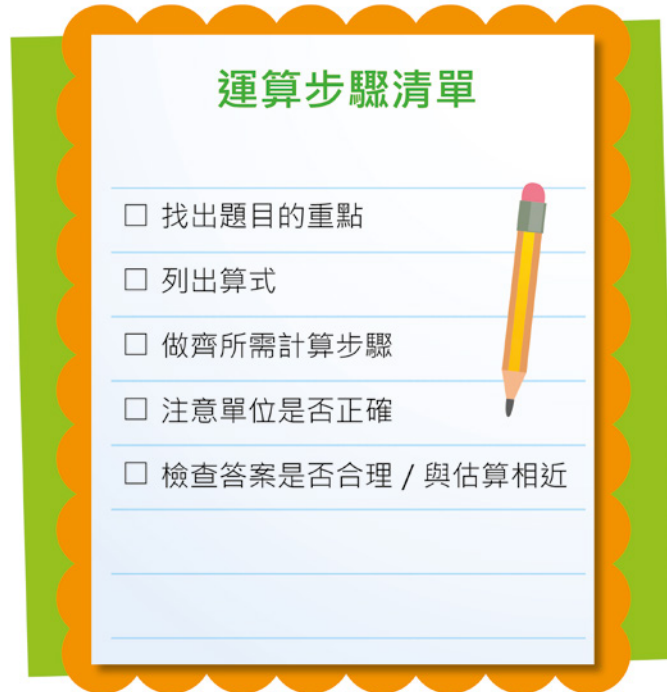 運算步驟清單
□ 找出題目的重點
□ 列出算式
□ 做齊所需計算步驟
□ 注意單位是否正確
□ 檢查答案是否合理 / 與估算相近